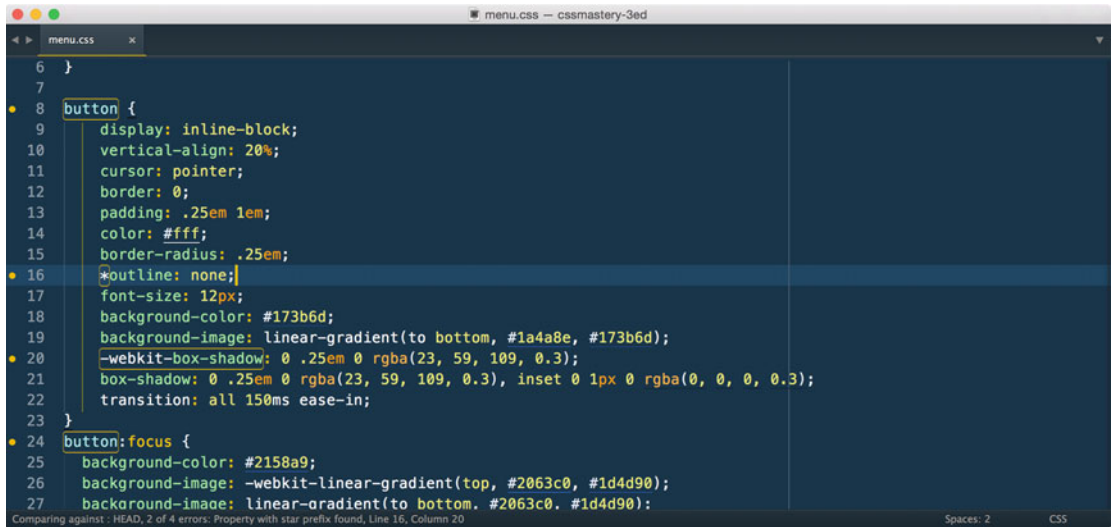 menu.css — cssmastery-3ed
menu.css ×
6 }
7
8 button {
9 display: inline-block;
10 vertical-align: 20%;
11 cursor: pointer;
12 border: 0;
13 padding: .25em 1em;
14 color: #fff;
15 border-radius: .25em;
16 *outline: none;
17 font-size: 12px;
18 background-color: #173b6d;
19 background-image: linear-gradient(to bottom, #1a4a8e, #173b6d);
20 -webkit-box-shadow: 0 .25em 0 rgba(23, 59, 109, 0.3);
21 box-shadow: 0 .25em 0 rgba(23, 59, 109, 0.3), inset 0 1px 0 rgba(0, 0, 0, 0.3);
22 transition: all 150ms ease-in;
23 }
24 button:focus {
25 background-color: #2158a9;
26 background-image: -webkit-linear-gradient(top, #2063c0, #1d4d90);
27 background-image: linear-gradient(to bottom, #2063c0, #1d4d90);
Comparing against : HEAD, 2 of 4 errors: Property with star prefix found, Line 16, Column 20 Spaces: 2 CSS